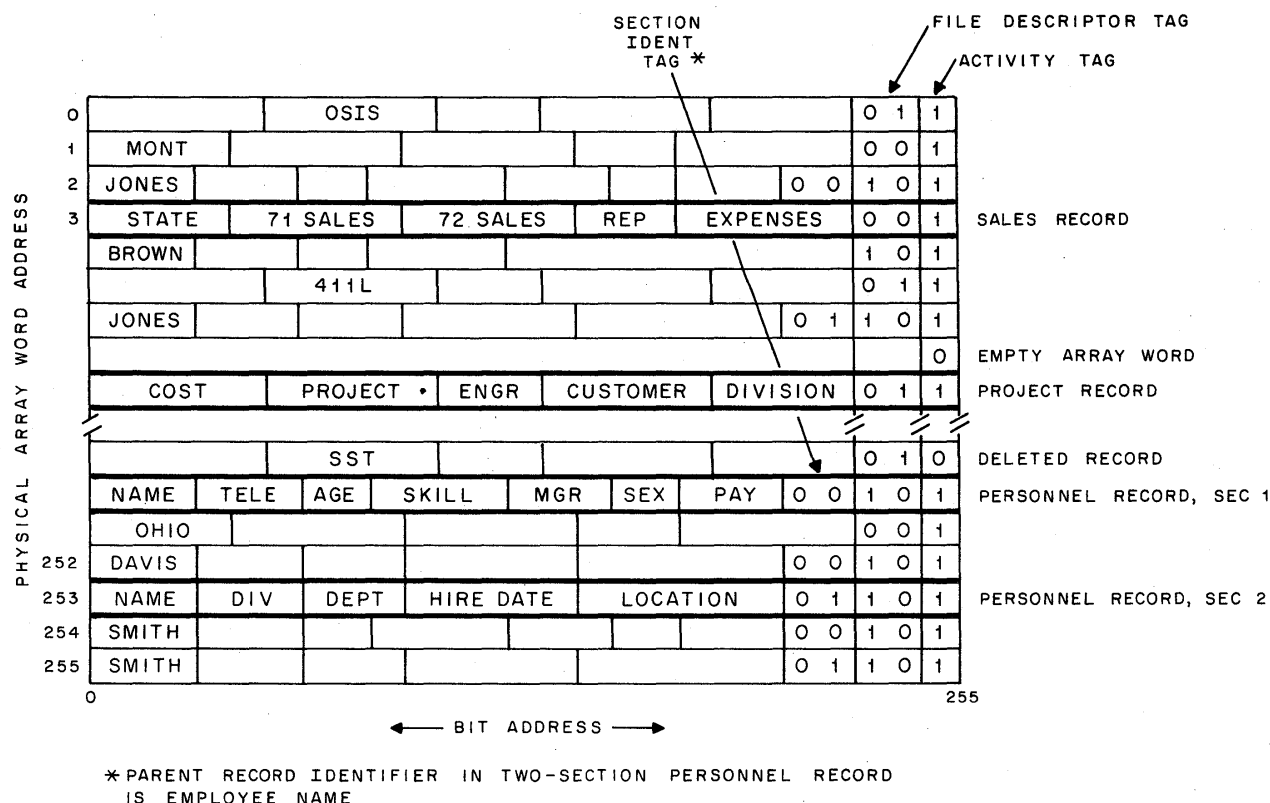 SECTION
IDENT
TAG *
FILE DESCRIPTOR TAG
ACTIVITY TAG
PHYSICAL ARRAY WORD ADDRESS
0 OSIS 0 1 1
1 MONT 0 0 1
2 JONES 0 0 1 0 1
3 STATE 71 SALES 72 SALES REP EXPENSES 0 0 1 SALES RECORD
BROWN 1 0 1
411L 0 1 1
JONES 0 1 1 0 1
0 EMPTY ARRAY WORD
COST PROJECT ENGR CUSTOMER DIVISION 0 1 1 PROJECT RECORD
SST 0 1 0 DELETED RECORD
NAME TELE AGE SKILL MGR SEX PAY 0 0 1 0 1 PERSONNEL RECORD, SEC 1
OHIO 0 0 1
252 DAVIS 0 0 1 0 1
253 NAME DIV DEPT HIRE DATE LOCATION 0 1 1 0 1 PERSONNEL RECORD, SEC 2
254 SMITH 0 0 1 0 1
255 SMITH 0 1 1 0 1
0 255
BIT ADDRESS
* PARENT RECORD IDENTIFIER IN TWO-SECTION PERSONNEL RECORD
IS EMPLOYEE NAME